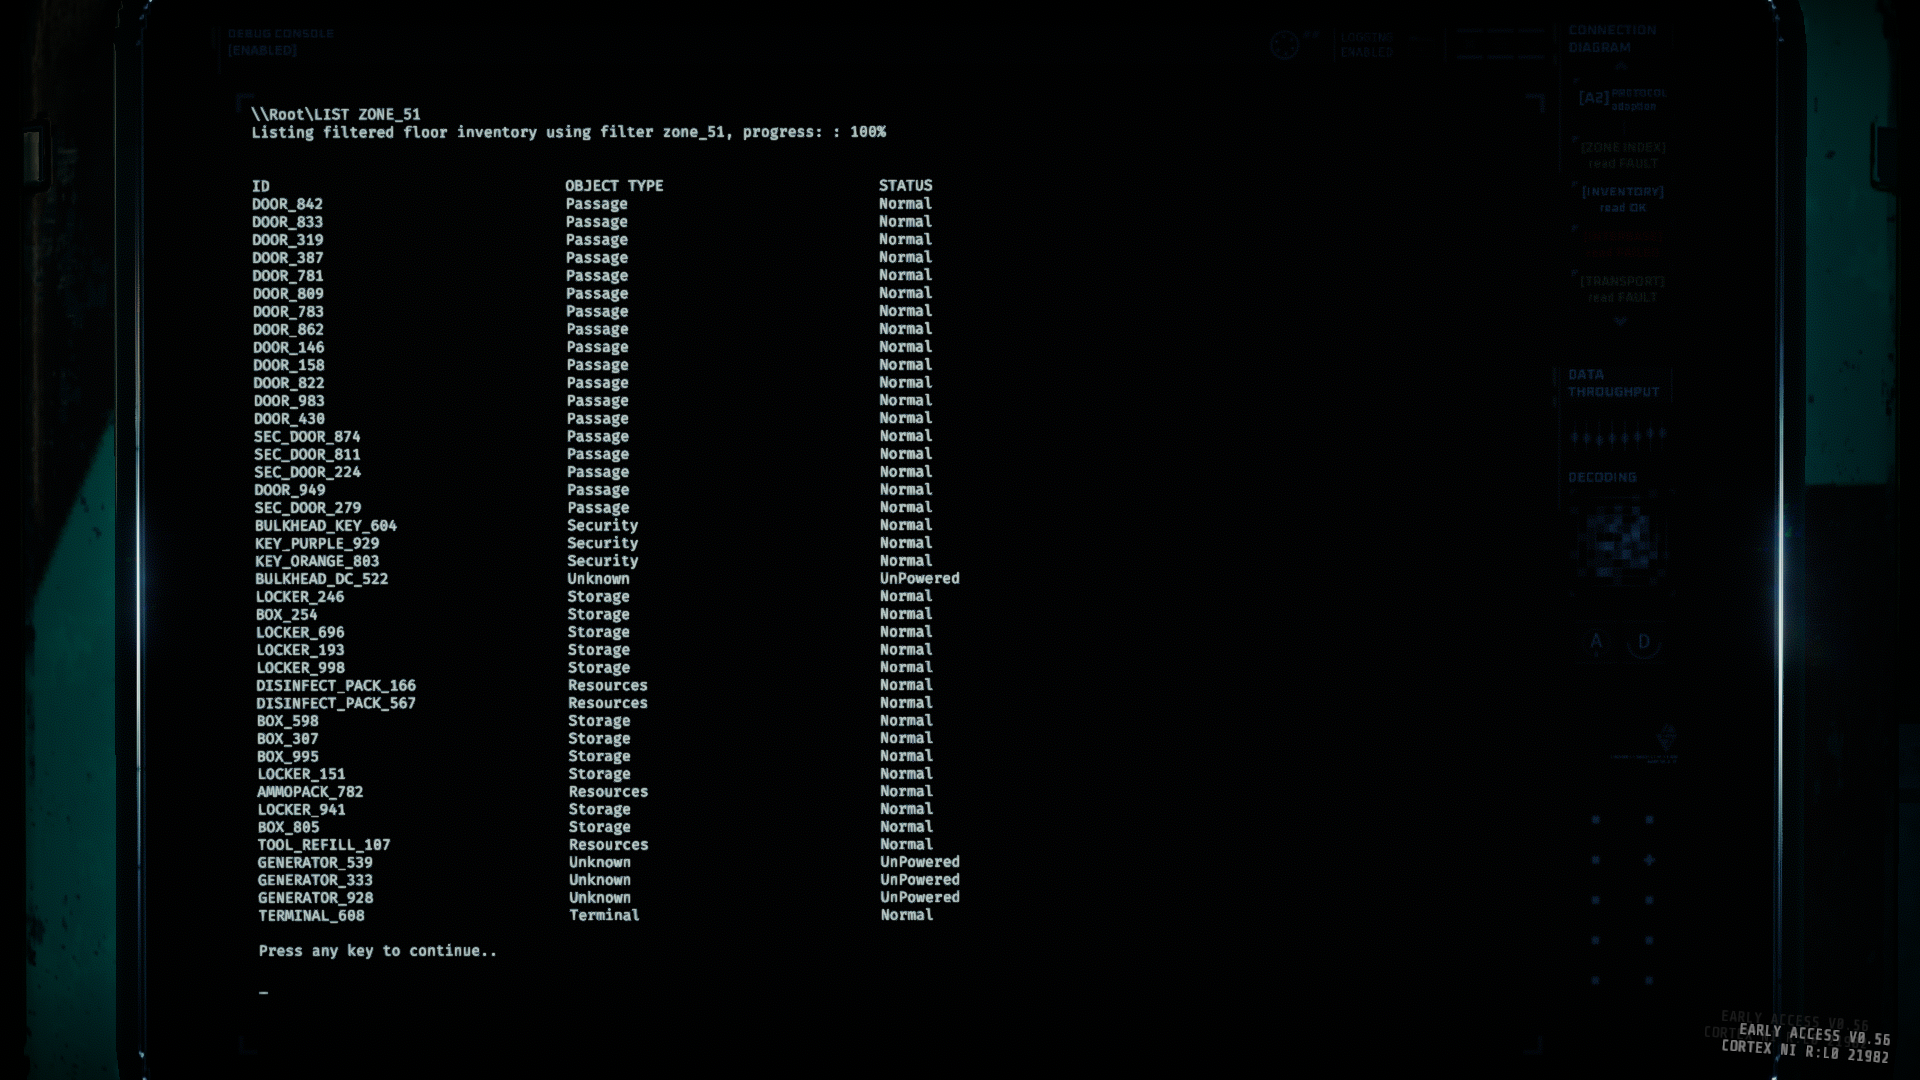 DEBUG CONSOLE
[ENABLED]
LOGGING
ENABLED
CONNECTION
DIAGRAM
\\Root\LIST ZONE_51
Listing filtered floor inventory using filter zone_51, progress: : 100%
ID OBJECT TYPE STATUS
DOOR_842 Passage Normal
DOOR_833 Passage Normal
DOOR_319 Passage Normal
DOOR_387 Passage Normal
DOOR_781 Passage Normal
DOOR_809 Passage Normal
DOOR_783 Passage Normal
DOOR_862 Passage Normal
DOOR_146 Passage Normal
DOOR_158 Passage Normal
DOOR_822 Passage Normal
DOOR_983 Passage Normal
DOOR_430 Passage Normal
SEC_DOOR_874 Passage Normal
SEC_DOOR_811 Passage Normal
SEC_DOOR_224 Passage Normal
DOOR_949 Passage Normal
SEC_DOOR_279 Passage Normal
BULKHEAD_KEY_604 Security Normal
KEY_PURPLE_929 Security Normal
KEY_ORANGE_803 Security Normal
BULKHEAD_DC_522 Unknown UnPowered
LOCKER_246 Storage Normal
BOX_254 Storage Normal
LOCKER_696 Storage Normal
LOCKER_193 Storage Normal
LOCKER_998 Storage Normal
DISINFECT_PACK_166 Resources Normal
DISINFECT_PACK_567 Resources Normal
BOX_598 Storage Normal
BOX_307 Storage Normal
BOX_995 Storage Normal
LOCKER_151 Storage Normal
AMMOPACK_782 Resources Normal
LOCKER_941 Storage Normal
BOX_805 Storage Normal
TOOL_REFILL_107 Resources Normal
GENERATOR_539 Unknown UnPowered
GENERATOR_333 Unknown UnPowered
GENERATOR_928 Unknown UnPowered
TERMINAL_608 Terminal Normal
Press any key to continue..
_
[A2] PROTOCOL
adaption
[ZONE INDEX]
read FAULT
[INVENTORY]
read OK
[TRANSPORT]
read FAULT
DATA
THROUGHPUT
DECODING
A D
EARLY ACCESS V0.56
CORTEX NI R:L0 21982